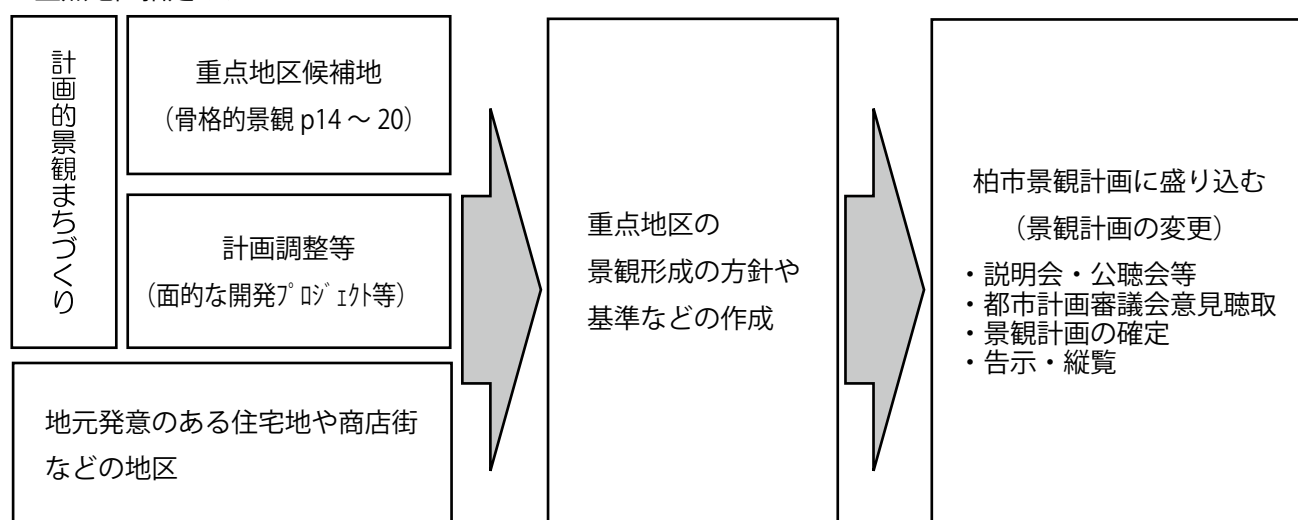 計画的景観まちづくり
重点地区候補地
（骨格的景観 p14 ～ 20）
計画調整等
（面的な開発ﾌﾟﾛｼﾞｪｸﾄ等）
地元発意のある住宅地や商店街
などの地区
重点地区の
景観形成の方針や
基準などの作成
柏市景観計画に盛り込む
（景観計画の変更）
・説明会・公聴会等
・都市計画審議会意見聴取
・景観計画の確定
・告示・縦覧